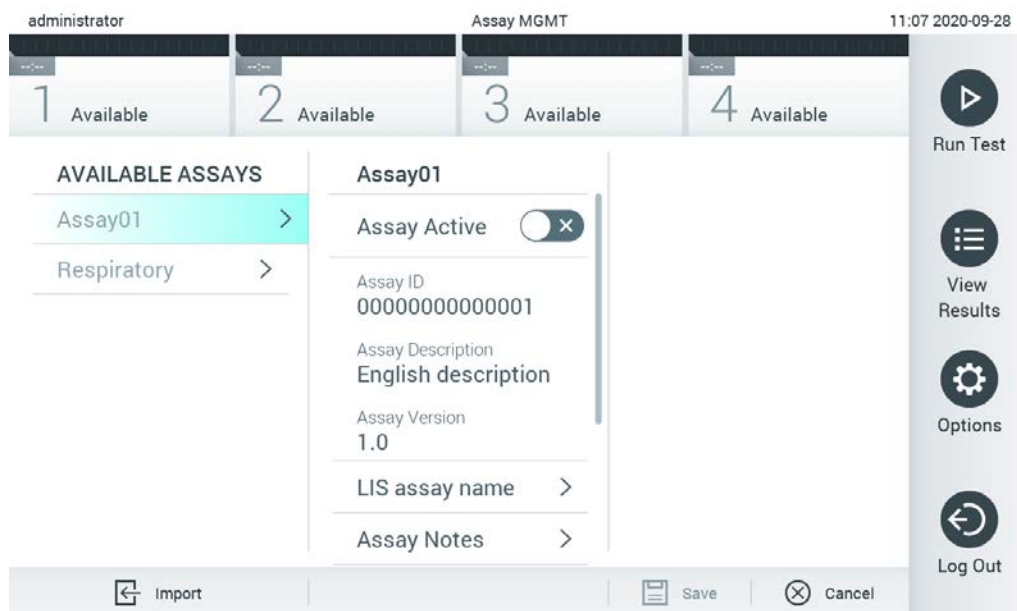 administrator
Assay MGMT
11:07 2020-09-28
--:--
--:--
--:--
--:--
1 Available
2 Available
3 Available
4 Available
Run Test
View
Results
Options
Log Out
AVAILABLE ASSAYS
Assay01
Respiratory
Assay01
Assay Active
Assay ID
00000000000001
Assay Description
English description
Assay Version
1.0
LIS assay name
Assay Notes
Import
Save
Cancel